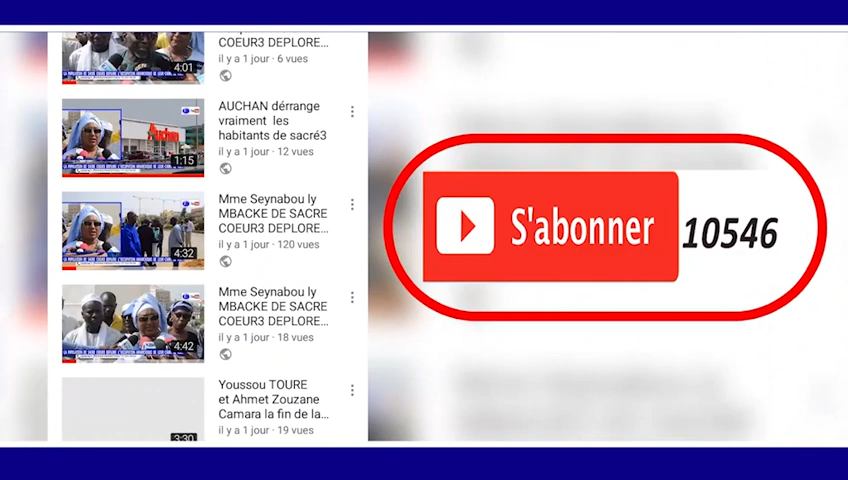 COEUR3 DEPLORE...
il y a 1 jour · 6 vues
4:01
AUCHAN dérrange
vraiment les
habitants de sacré3
il y a 1 jour · 12 vues
Auchan
1:15
Mme Seynabou ly
MBACKE DE SACRE
COEUR3 DEPLORE...
il y a 1 jour · 120 vues
4:32
Mme Seynabou ly
MBACKE DE SACRE
COEUR3 DEPLORE...
il y a 1 jour · 18 vues
4:42
Youssou TOURE
et Ahmet Zouzane
Camara la fin de la...
il y a 1 jour · 19 vues
3:30
S'abonner 10546